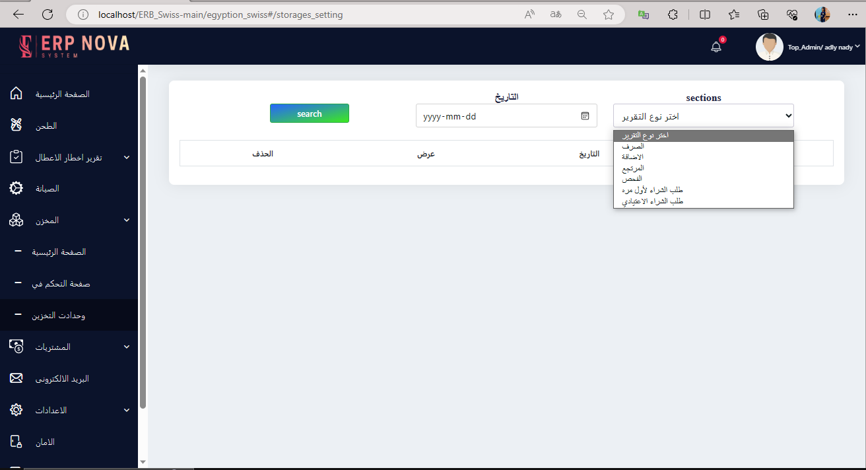 localhost/ERB_Swiss-main/egyption_swiss#/storages_setting
ERP NOVA
SYSTEM
0
Top_Admin/ adly nady
الصفحة الرئيسية
الطحن
تقرير اخطار الاعطال
الصيانة
المخزن
الصفحة الرئيسية
صفحة التحكم في
وحدادت التخزين
المشتريات
البريد الالكترونى
الاعدادات
الامان
sections
التاريخ
search
yyyy-mm-dd
اختر نوع التقرير
اختر نوع التقرير
الصرف
الاضافة
المرتجع
الفحص
طلب الشراء لأول مره
طلب الشراء الاعتيادي
التاريخ
عرض
الحذف